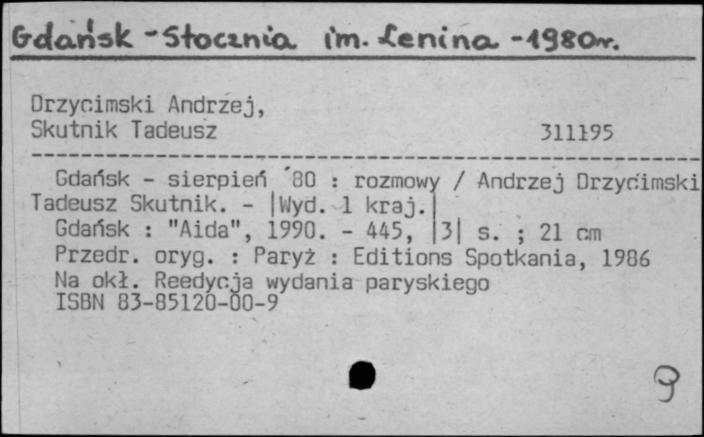 Gdańsk - Stocznia im. Lenina - 1980r.
Drzycimski Andrzej,
Skutnik Tadeusz 311195
Gdańsk - sierpień ´80 : rozmowy / Andrzej Drzycimski
Tadeusz Skutnik. - |Wyd. 1 kraj.|
Gdańsk : "Aida", 1990. - 445, |3| s. ; 21 cm
Przedr. oryg. : Paryż : Editions Spotkania, 1986
Na okł. Reedycja wydania paryskiego
ISBN 83-85120-00-9